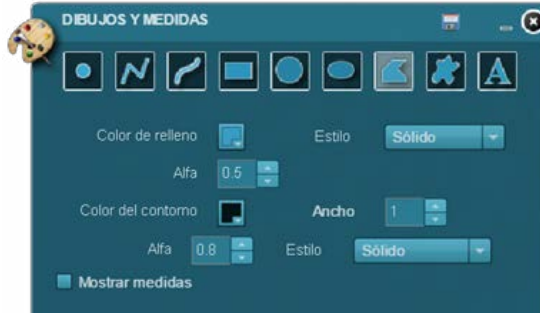 DIBUJOS Y MEDIDAS
A
Color de relleno Estilo Sólido
Alfa 0.5
Color del contorno Ancho 1
Alfa 0.8 Estilo Sólido
Mostrar medidas